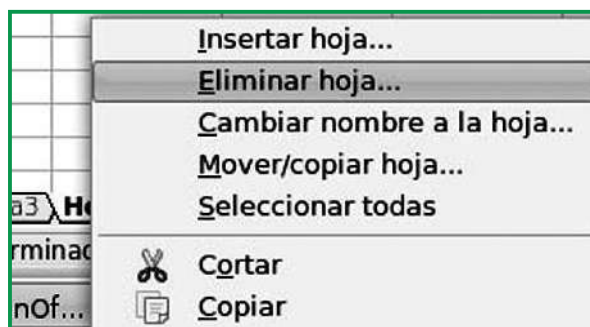 Insertar hoja...
Eliminar hoja...
Cambiar nombre a la hoja...
Mover/copiar hoja...
Seleccionar todas
Cortar
Copiar